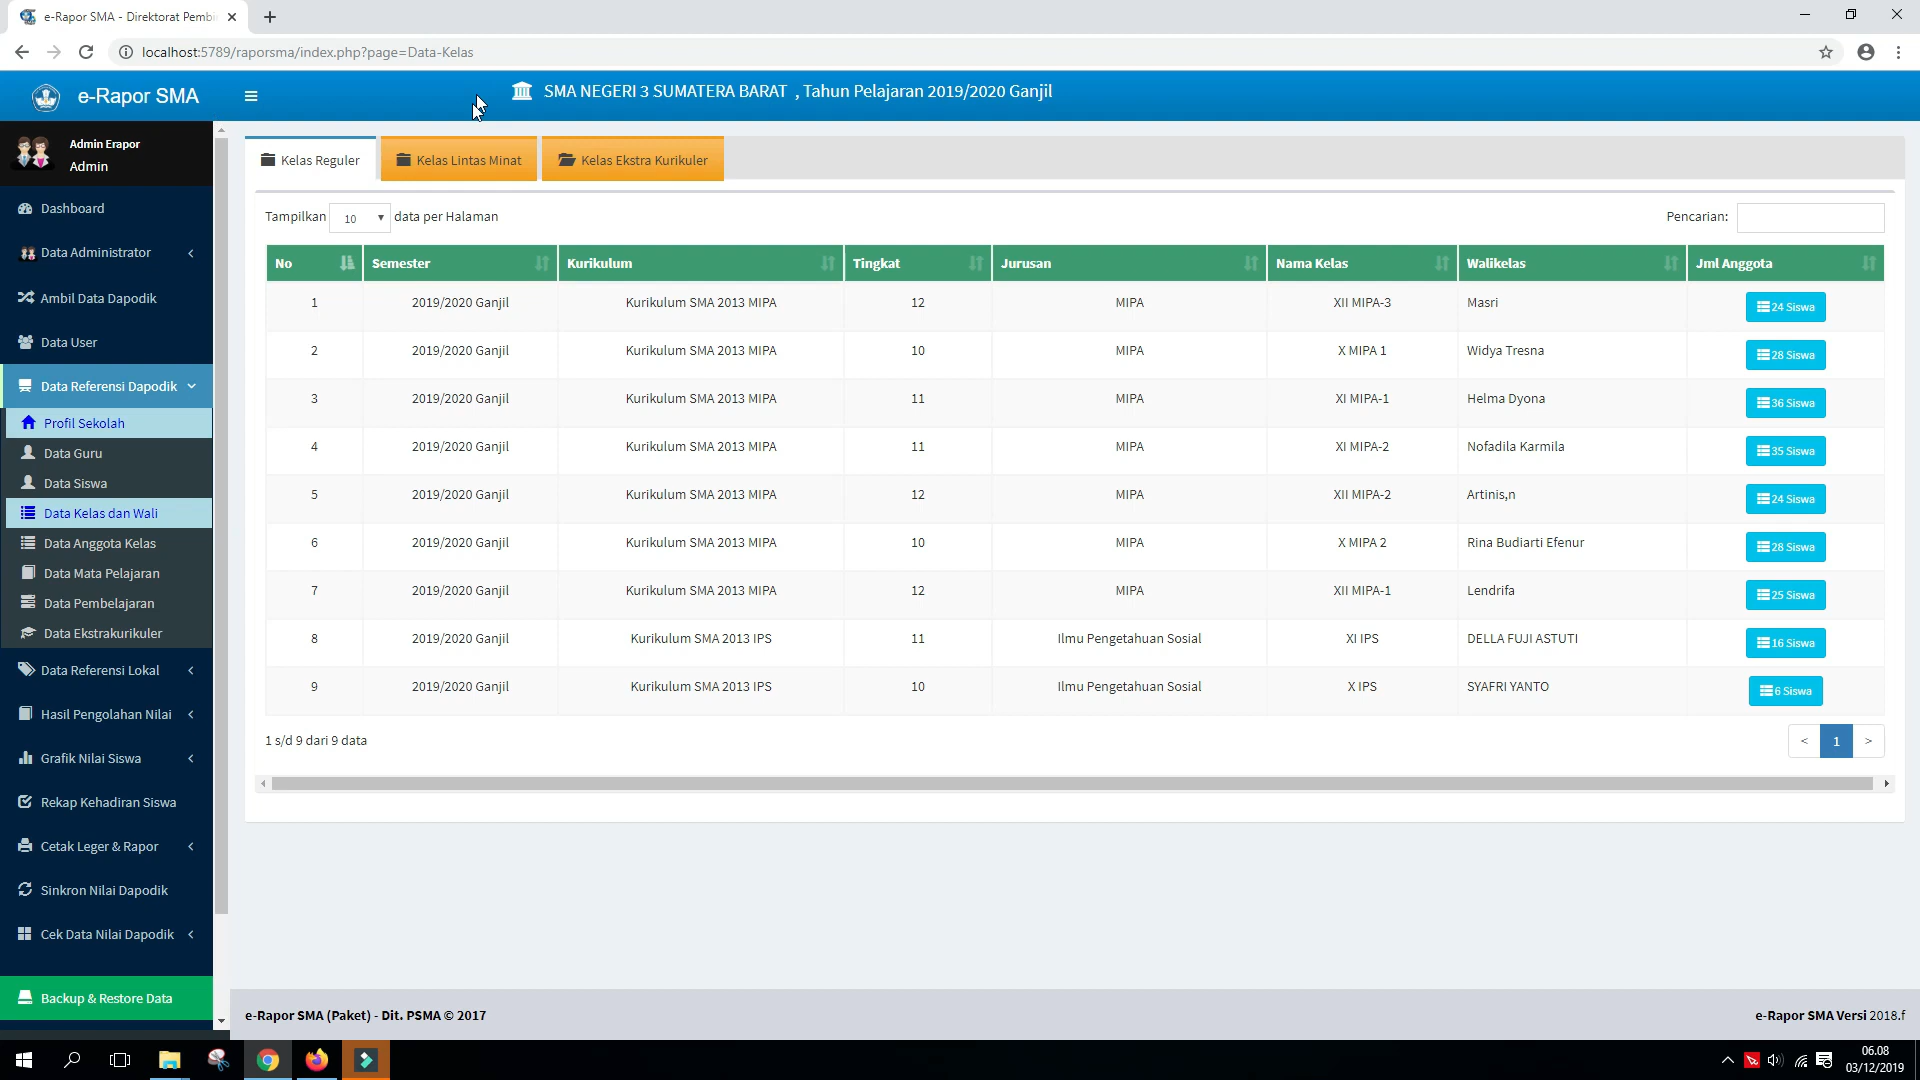 e-Rapor SMA - Direktorat Pembi
localhost:5789/raporsma/index.php?page=Data-Kelas
e-Rapor SMA
SMA NEGERI 3 SUMATERA BARAT , Tahun Pelajaran 2019/2020 Ganjil
Admin Erapor
Admin
Dashboard
Data Administrator
Ambil Data Dapodik
Data User
Data Referensi Dapodik
Profil Sekolah
Data Guru
Data Siswa
Data Kelas dan Wali
Data Anggota Kelas
Data Mata Pelajaran
Data Pembelajaran
Data Ekstrakurikuler
Data Referensi Lokal
Hasil Pengolahan Nilai
Grafik Nilai Siswa
Rekap Kehadiran Siswa
Cetak Leger & Rapor
Sinkron Nilai Dapodik
Cek Data Nilai Dapodik
Backup & Restore Data
Kelas Reguler Kelas Lintas Minat Kelas Ekstra Kurikuler
Tampilkan 10 data per Halaman Pencarian:
No Semester Kurikulum Tingkat Jurusan Nama Kelas Walikelas Jml Anggota
1 2019/2020 Ganjil Kurikulum SMA 2013 MIPA 12 MIPA XII MIPA-3 Masri 24 Siswa
2 2019/2020 Ganjil Kurikulum SMA 2013 MIPA 10 MIPA X MIPA 1 Widya Tresna 28 Siswa
3 2019/2020 Ganjil Kurikulum SMA 2013 MIPA 11 MIPA XI MIPA-1 Helma Dyona 36 Siswa
4 2019/2020 Ganjil Kurikulum SMA 2013 MIPA 11 MIPA XI MIPA-2 Nofadila Karmila 35 Siswa
5 2019/2020 Ganjil Kurikulum SMA 2013 MIPA 12 MIPA XII MIPA-2 Artinis,n 24 Siswa
6 2019/2020 Ganjil Kurikulum SMA 2013 MIPA 10 MIPA X MIPA 2 Rina Budiarti Efenur 28 Siswa
7 2019/2020 Ganjil Kurikulum SMA 2013 MIPA 12 MIPA XII MIPA-1 Lendrifa 25 Siswa
8 2019/2020 Ganjil Kurikulum SMA 2013 IPS 11 Ilmu Pengetahuan Sosial XI IPS DELLA FUJI ASTUTI 16 Siswa
9 2019/2020 Ganjil Kurikulum SMA 2013 IPS 10 Ilmu Pengetahuan Sosial X IPS SYAFRI YANTO 6 Siswa
1 s/d 9 dari 9 data < 1 >
e-Rapor SMA (Paket) - Dit. PSMA © 2017 e-Rapor SMA Versi 2018.f
06.08
03/12/2019